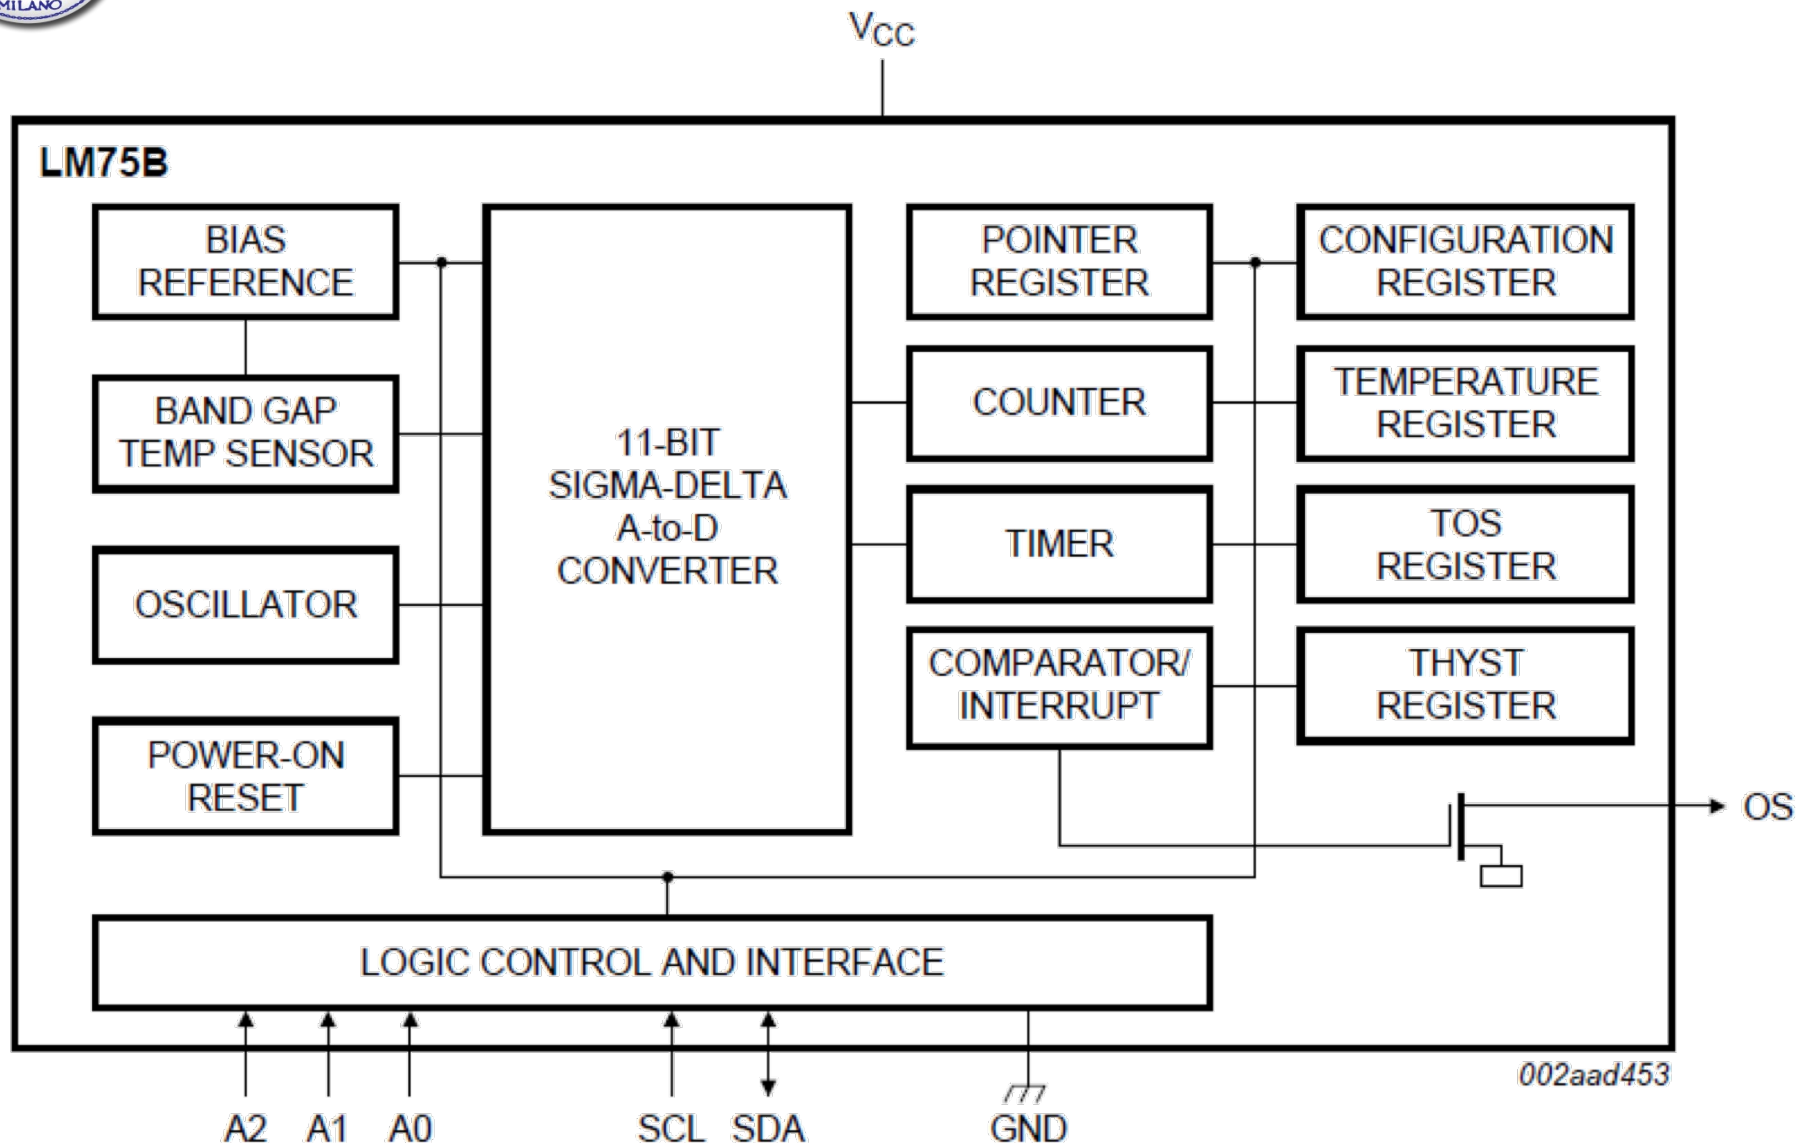 MILANO
VCC
LM75B
BIAS
REFERENCE
BAND GAP
TEMP SENSOR
OSCILLATOR
POWER-ON
RESET
11-BIT
SIGMA-DELTA
A-to-D
CONVERTER
POINTER
REGISTER
COUNTER
TIMER
COMPARATOR/
INTERRUPT
CONFIGURATION
REGISTER
TEMPERATURE
REGISTER
TOS
REGISTER
THYST
REGISTER
OS
LOGIC CONTROL AND INTERFACE
002aad453
A2 A1 A0 SCL SDA GND